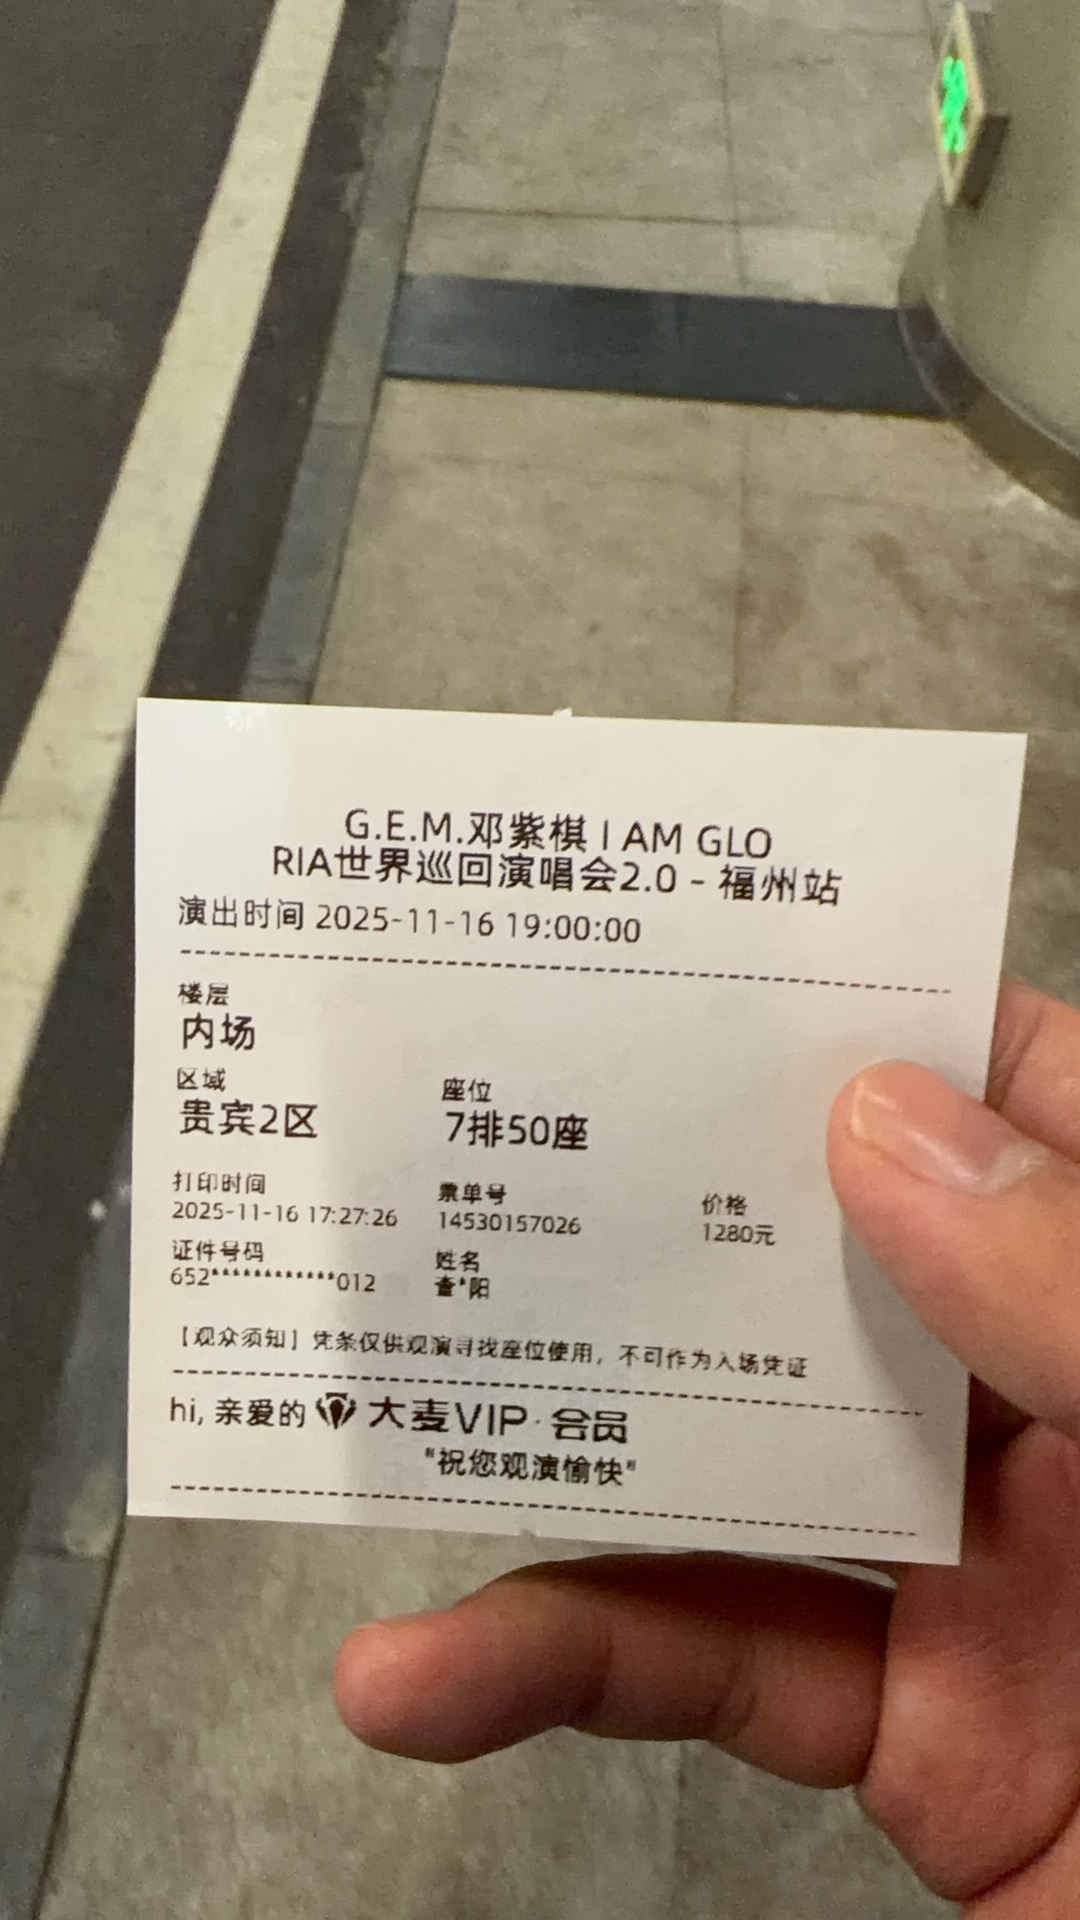 G.E.M.邓紫棋 I AM GLO
RIA世界巡回演唱会2.0 - 福州站
演出时间 2025-11-16 19:00:00
楼层
内场
区域 座位
贵宾2区 7排50座
打印时间 票单号 价格
2025-11-16 17:27:26 14530157026 1280元
证件号码 姓名
652************012 查*阳
【观众须知】凭条仅供观演寻找座位使用，不可作为入场凭证
hi, 亲爱的 大麦VIP·会员
"祝您观演愉快"